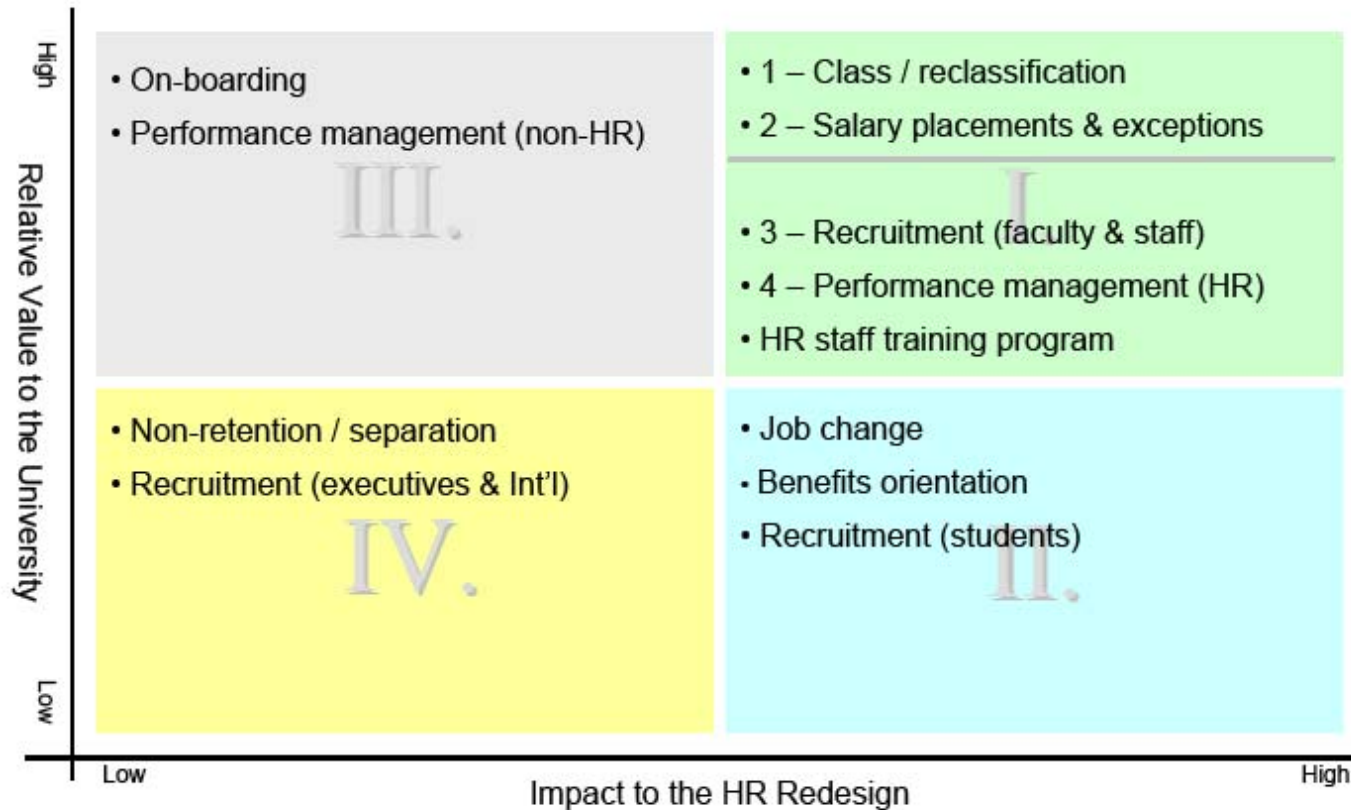 High
Relative Value to the University
Low
• On-boarding
• Performance management (non-HR)
III.
• 1 – Class / reclassification
• 2 – Salary placements & exceptions
I.
• 3 – Recruitment (faculty & staff)
• 4 – Performance management (HR)
• HR staff training program
• Non-retention / separation
• Recruitment (executives & Int'l)
IV.
• Job change
• Benefits orientation
• Recruitment (students)
II.
Low
Impact to the HR Redesign
High